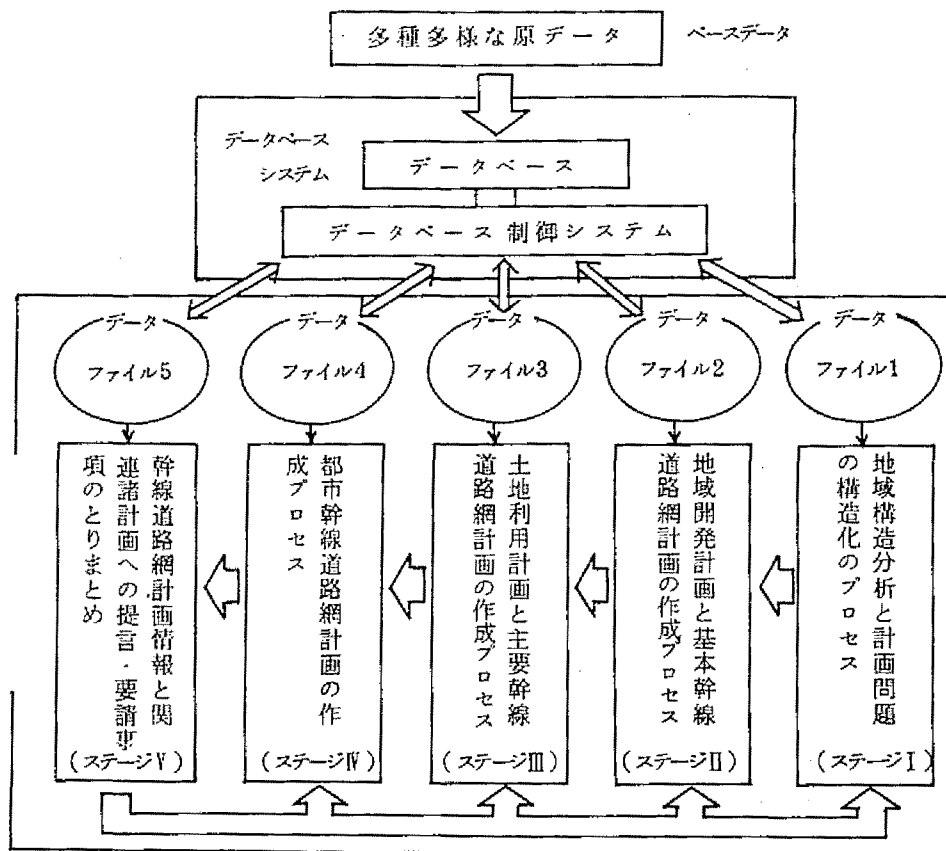 多種多様な原データ
ベースデータ
データベース
システム
データベース
データベース制御システム
データ
ファイル5
データ
ファイル4
データ
ファイル3
データ
ファイル2
データ
ファイル1
地域構造分析と計画問題
の構造化のプロセス
(ステージⅠ)
地域開発計画と基本幹線
道路網計画の作成プロセス
(ステージⅡ)
土地利用計画と主要幹線
道路網計画の作成プロセス
(ステージⅢ)
都市幹線道路網計画の作
成プロセス
(ステージⅣ)
幹線道路網計画情報と関
連諸計画への提言・要請事
項のとりまとめ
(ステージⅤ)